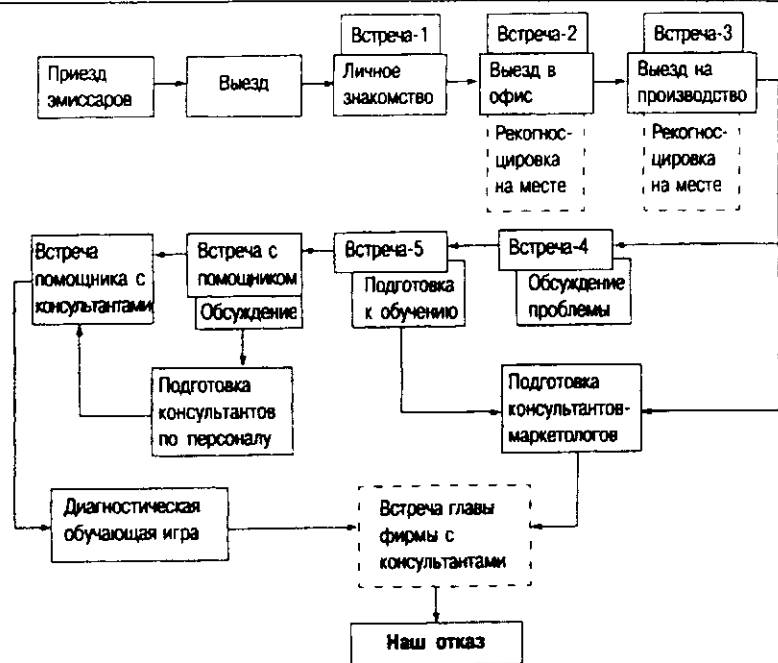 Встреча-1
Встреча-2
Встреча-3
Приезд
эмиссаров
Выезд
Личное
знакомство
Выезд в
офис
Выезд на
производство
Рекогнос-
цировка
на месте
Рекогнос-
цировка
на месте
Встреча
помощника с
консультантами
Встреча с
помощником
Обсуждение
Встреча-5
Подготовка
к обучению
Встреча-4
Обсуждение
проблемы
Подготовка
консультантов
по персоналу
Подготовка
консультантов-
маркетологов
Диагностическая
обучающая игра
Встреча главы
фирмы с
консультантами
Наш отказ